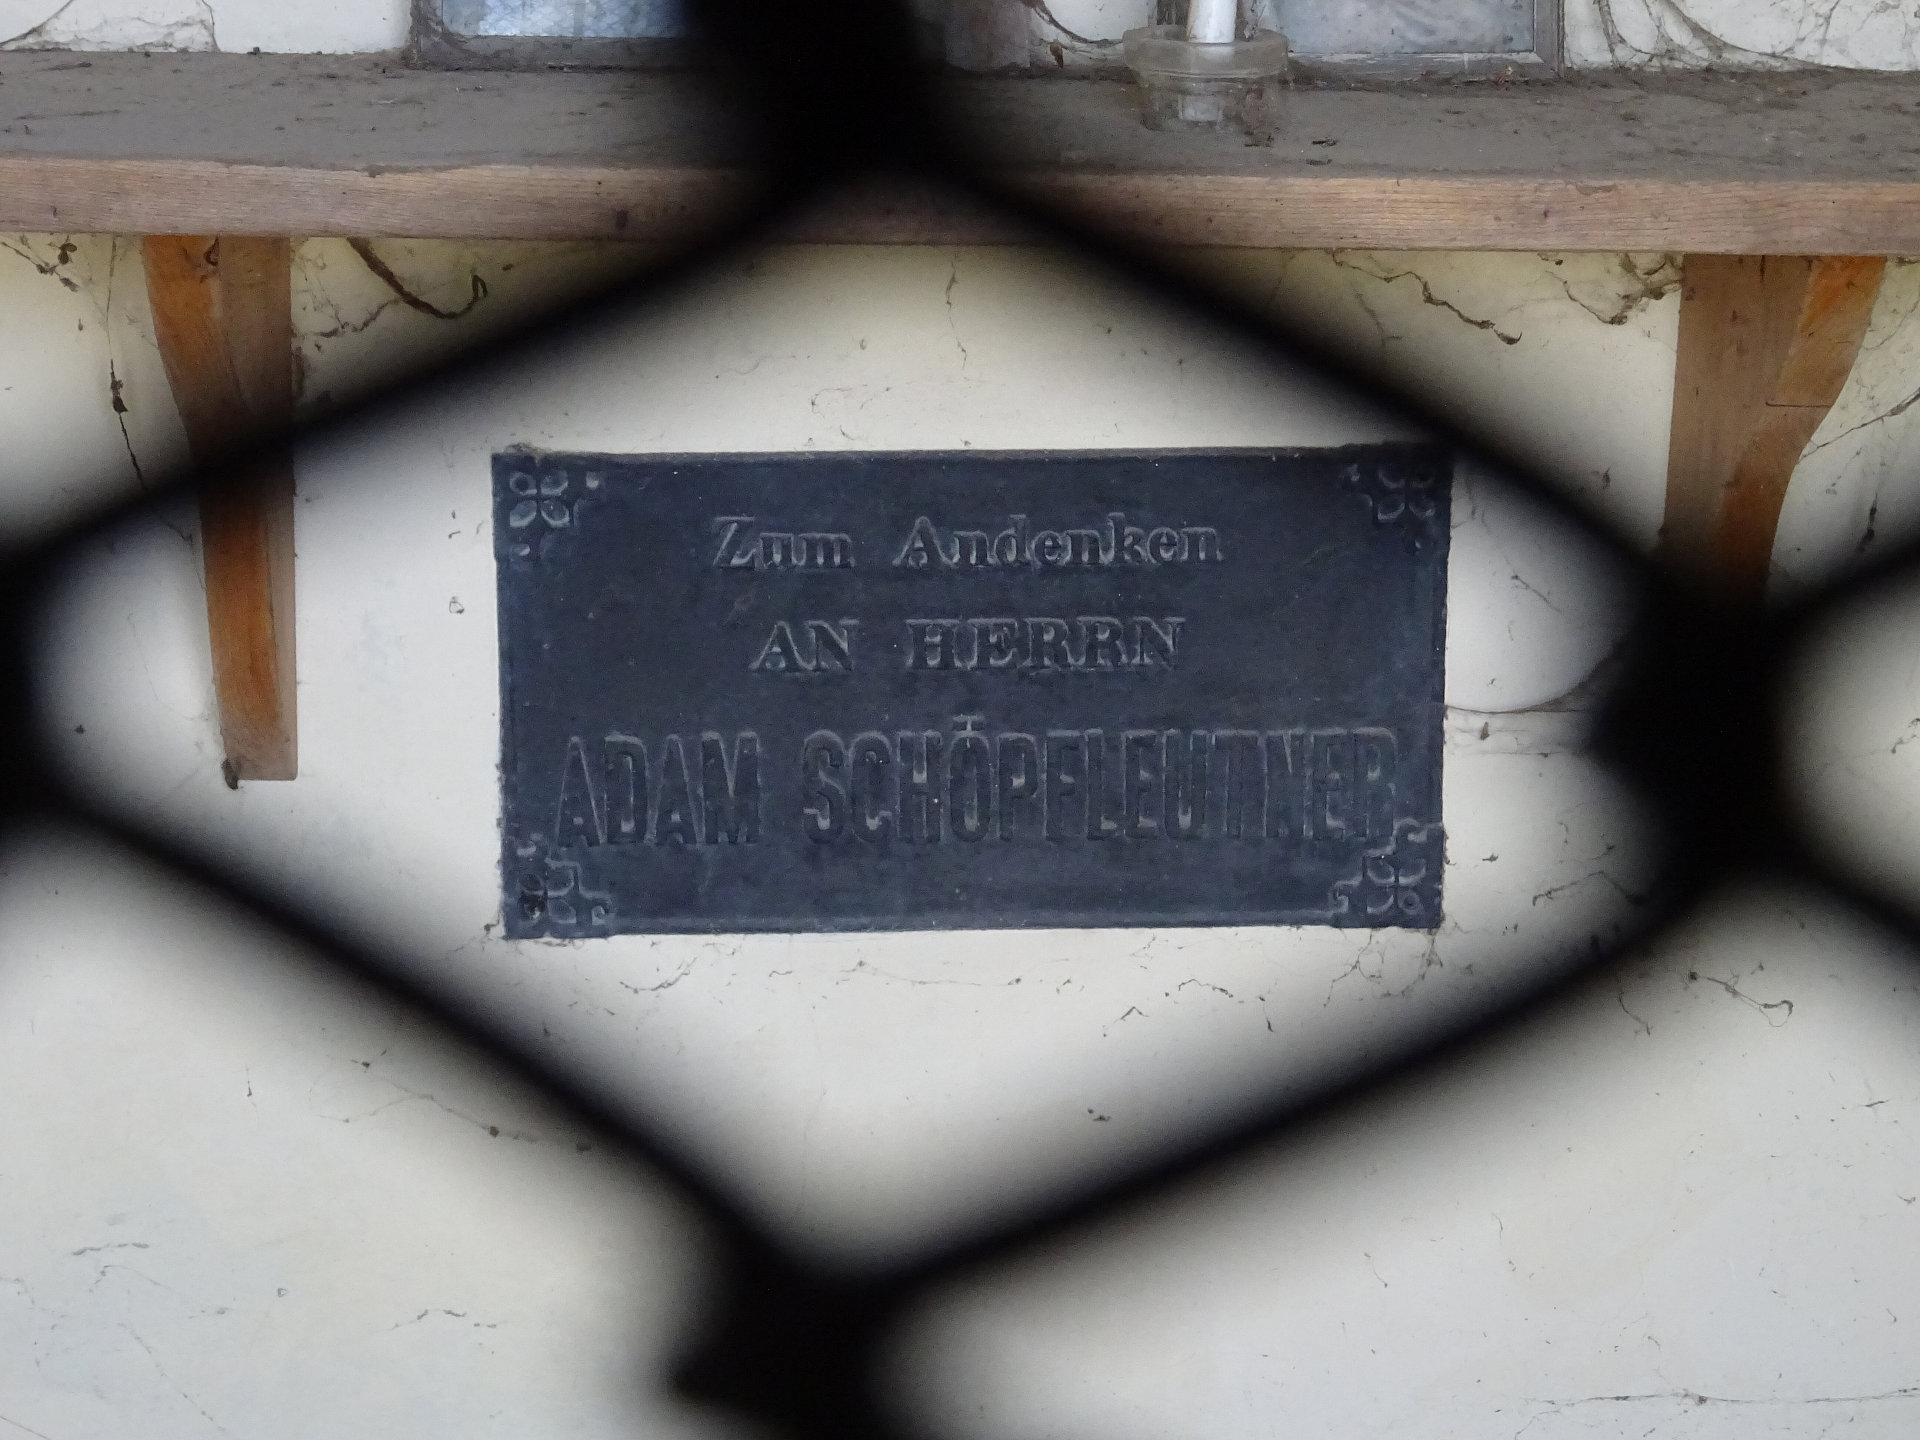 Zum Andenken
AN HERRN
ADAM SCHÖPFLEUTNER